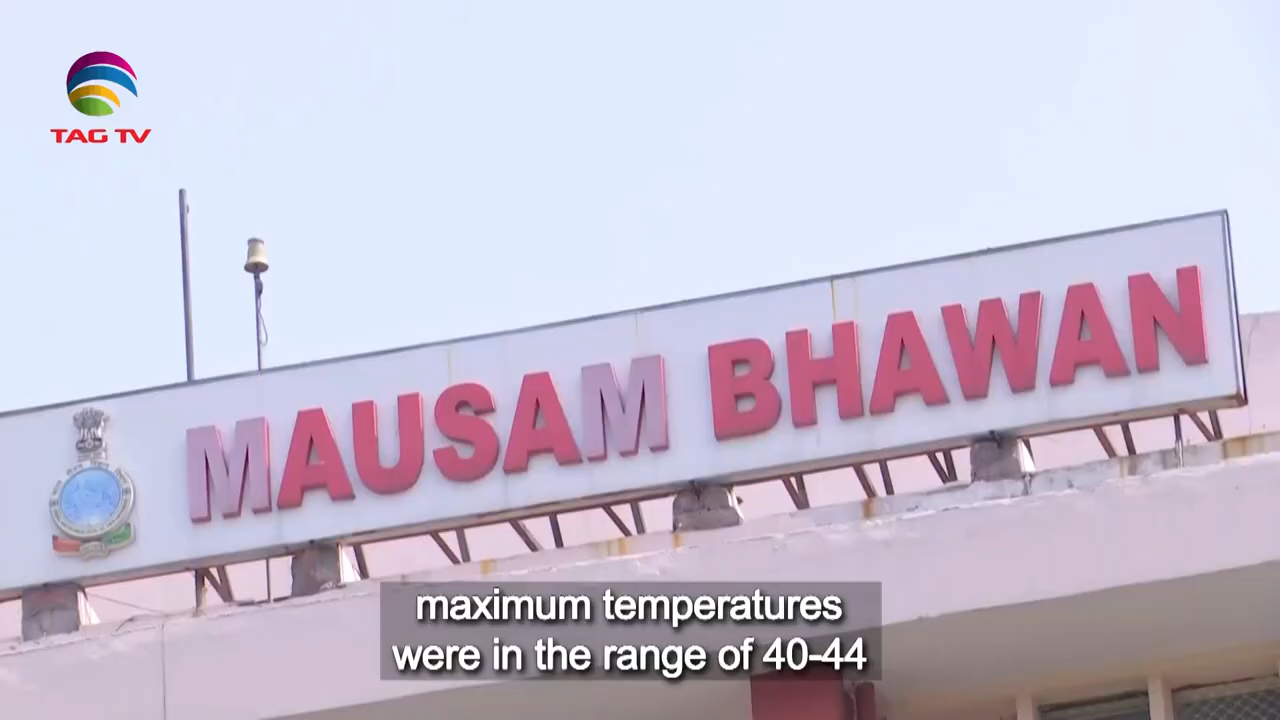 TAG TV
MAUSAM BHAWAN
maximum temperatures
were in the range of 40-44